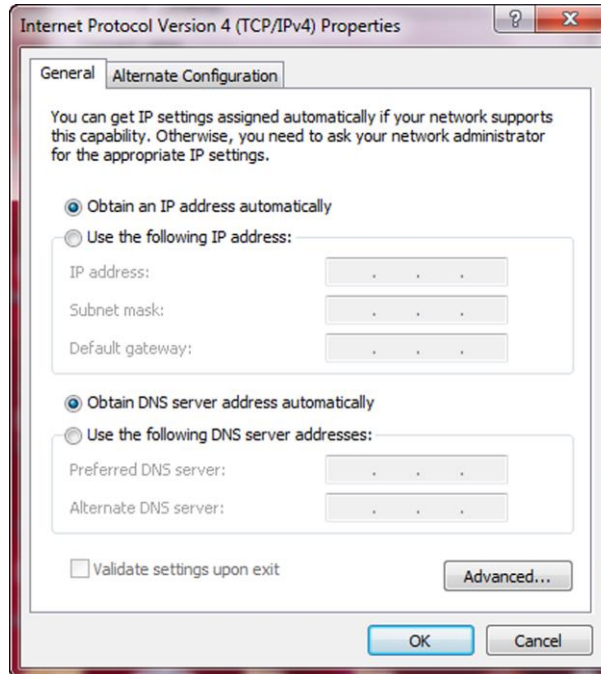 Internet Protocol Version 4 (TCP/IPv4) Properties
General
Alternate Configuration
You can get IP settings assigned automatically if your network supports
this capability. Otherwise, you need to ask your network administrator
for the appropriate IP settings.
Obtain an IP address automatically
Use the following IP address:
IP address:
Subnet mask:
Default gateway:
Obtain DNS server address automatically
Use the following DNS server addresses:
Preferred DNS server:
Alternate DNS server:
Validate settings upon exit
Advanced...
OK
Cancel